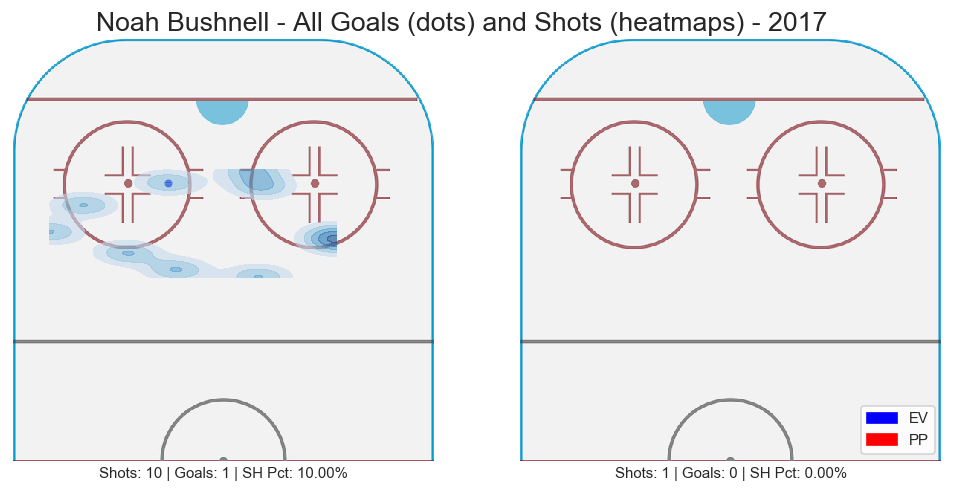 Noah Bushnell - All Goals (dots) and Shots (heatmaps) - 2017
EV
PP
Shots: 10 | Goals: 1 | SH Pct: 10.00%
Shots: 1 | Goals: 0 | SH Pct: 0.00%